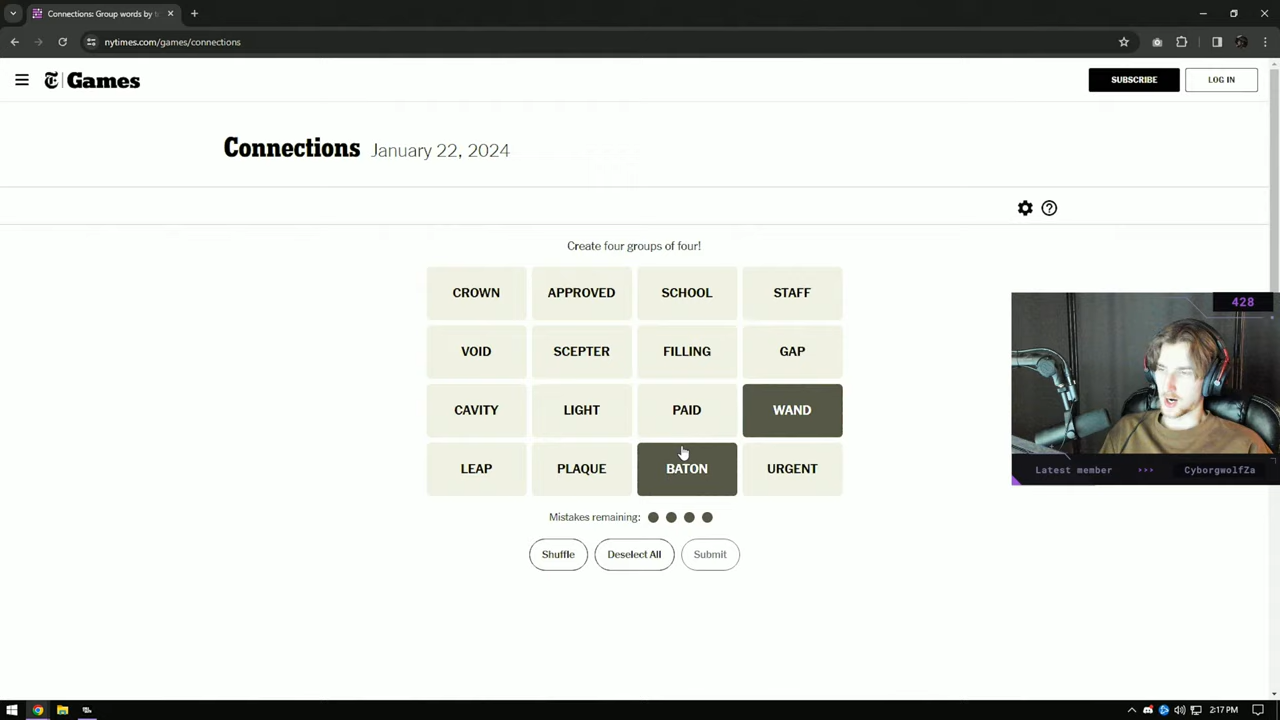 Connections: Group words by t
nytimes.com/games/connections
Games
SUBSCRIBE
LOG IN
Connections January 22, 2024
Create four groups of four!
CROWN APPROVED SCHOOL STAFF
VOID SCEPTER FILLING GAP
CAVITY LIGHT PAID WAND
LEAP PLAQUE BATON URGENT
Mistakes remaining:
Shuffle Deselect All Submit
428
Latest member >>> CyborgwolfZa
2:17 PM